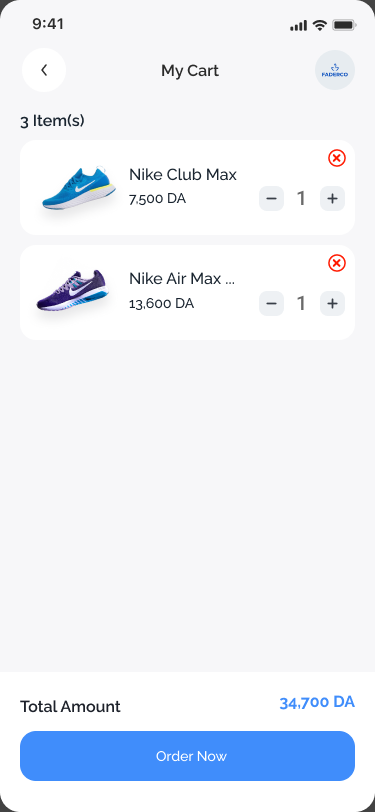 9:41
My Cart
FADERCO
3 Item(s)
Nike Club Max
7,500 DA
1
Nike Air Max ...
13,600 DA
1
Total Amount
34,700 DA
Order Now